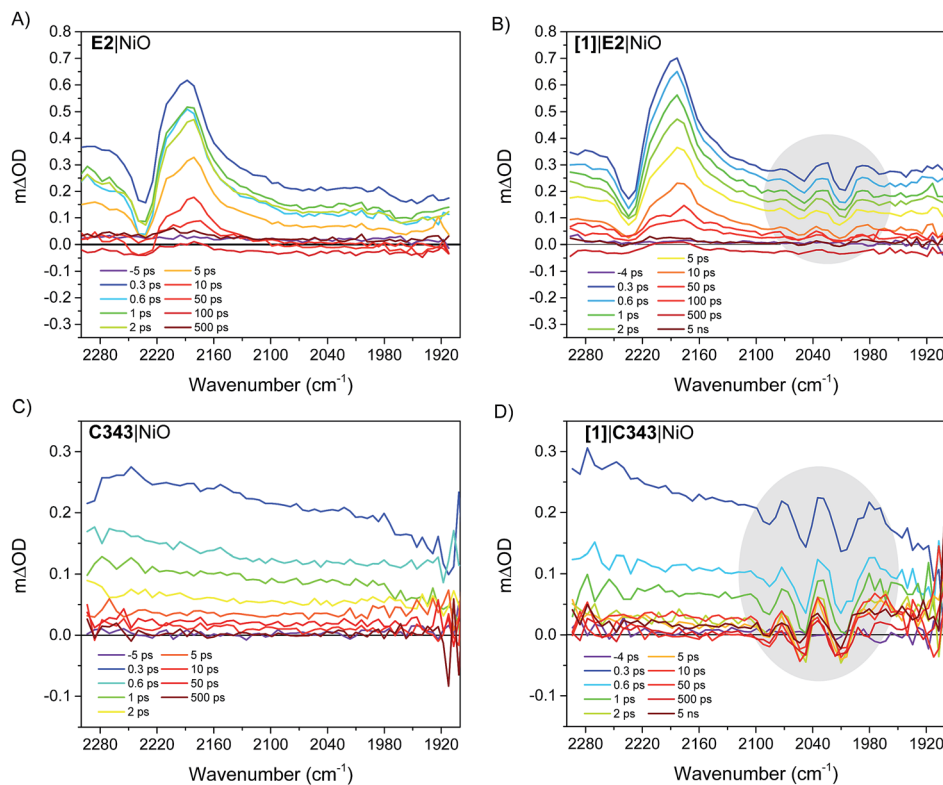 A)
E2|NiO
0.8
0.7
0.6
0.5
0.4
0.3
0.2
0.1
0.0
-0.1
-0.2
-0.3
mΔOD
-5 ps
0.3 ps
0.6 ps
1 ps
2 ps
5 ps
10 ps
50 ps
100 ps
500 ps
2280 2220 2160 2100 2040 1980 1920
Wavenumber (cm-1)
B)
[1]|E2|NiO
0.8
0.7
0.6
0.5
0.4
0.3
0.2
0.1
0.0
-0.1
-0.2
-0.3
mΔOD
-4 ps
0.3 ps
0.6 ps
1 ps
2 ps
5 ps
10 ps
50 ps
100 ps
500 ps
5 ns
2280 2220 2160 2100 2040 1980 1920
Wavenumber (cm-1)
C)
C343|NiO
0.3
0.2
0.1
0.0
-0.1
mΔOD
-5 ps
0.3 ps
0.6 ps
1 ps
2 ps
5 ps
10 ps
50 ps
500 ps
2280 2220 2160 2100 2040 1980 1920
Wavenumber (cm-1)
D)
[1]|C343|NiO
0.3
0.2
0.1
0.0
-0.1
mΔOD
-4 ps
0.3 ps
0.6 ps
1 ps
2 ps
5 ps
10 ps
50 ps
500 ps
5 ns
2280 2220 2160 2100 2040 1980 1920
Wavenumber (cm-1)